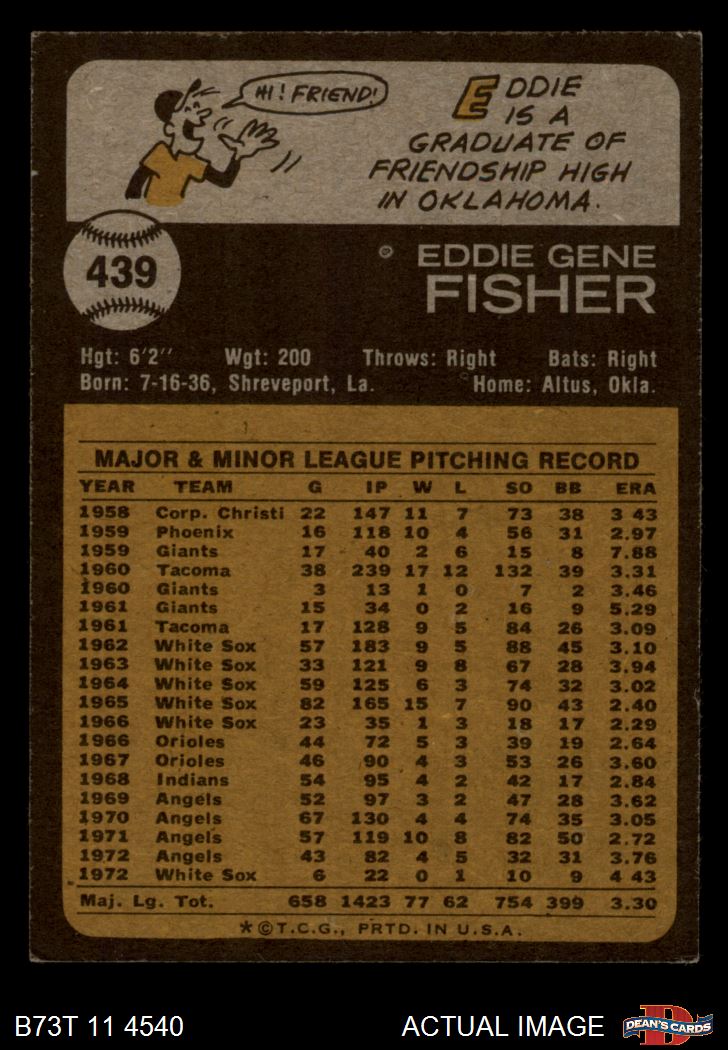 HI! FRIEND!
EDDIE
IS A
GRADUATE OF
FRIENDSHIP HIGH
IN OKLAHOMA.
439
EDDIE GENE
FISHER
Hgt: 6'2" Wgt: 200 Throws: Right Bats: Right
Born: 7-16-36, Shreveport, La. Home: Altus, Okla.
MAJOR & MINOR LEAGUE PITCHING RECORD
YEAR TEAM G IP W L SO BB ERA
1958 Corp. Christi 22 147 11 7 73 38 3 43
1959 Phoenix 16 118 10 4 56 31 2.97
1959 Giants 17 40 2 6 15 8 7.88
1960 Tacoma 38 239 17 12 132 39 3.31
1960 Giants 3 13 1 0 7 2 3.46
1961 Giants 15 34 0 2 16 9 5.29
1961 Tacoma 17 128 9 5 84 26 3.09
1962 White Sox 57 183 9 5 88 45 3.10
1963 White Sox 33 121 9 8 67 28 3.94
1964 White Sox 59 125 6 3 74 32 3.02
1965 White Sox 82 165 15 7 90 43 2.40
1966 White Sox 23 35 1 3 18 17 2.29
1966 Orioles 44 72 5 3 39 19 2.64
1967 Orioles 46 90 4 3 53 26 3.60
1968 Indians 54 95 4 2 42 17 2.84
1969 Angels 52 97 3 2 47 28 3.62
1970 Angels 67 130 4 4 74 35 3.05
1971 Angels 57 119 10 8 82 50 2.72
1972 Angels 43 82 4 5 32 31 3.76
1972 White Sox 6 22 0 1 10 9 4 43
Maj. Lg. Tot. 658 1423 77 62 754 399 3.30
*©T.C.G., PRTD. IN U.S.A.
B73T 11 4540 ACTUAL IMAGE
D
DEAN'S CARDS